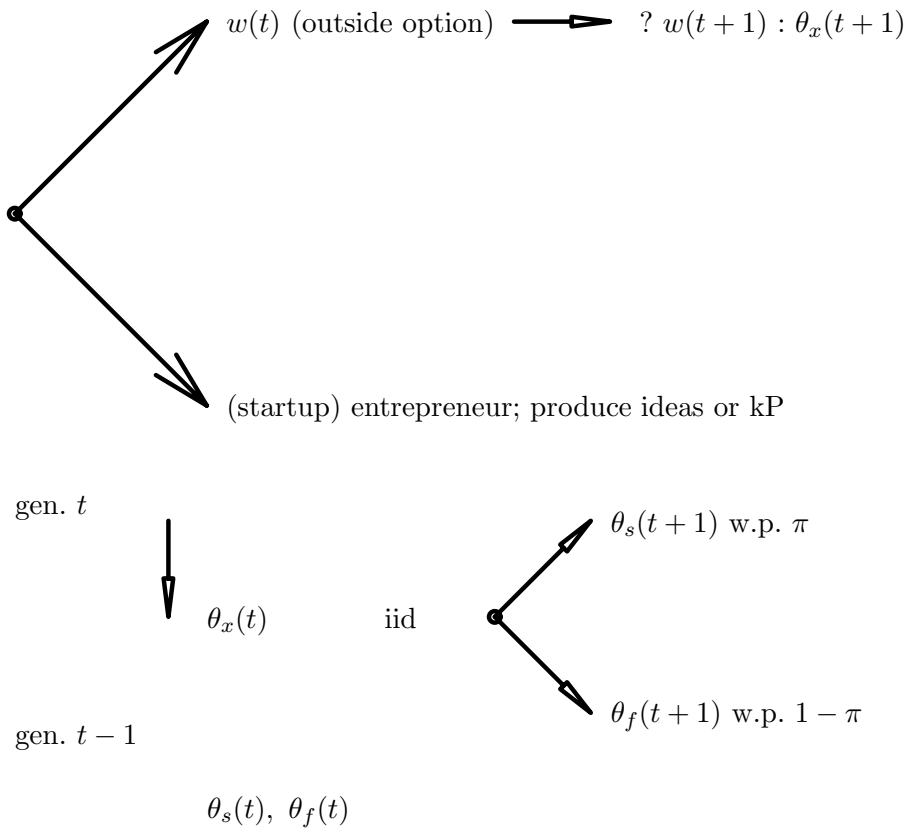 w(t) (outside option) ? w(t + 1) : θ_x(t + 1)
(startup) entrepreneur; produce ideas or kP
gen. t
θ_s(t + 1) w.p. π
θ_x(t) iid
θ_f(t + 1) w.p. 1 − π
gen. t − 1
θ_s(t), θ_f(t)